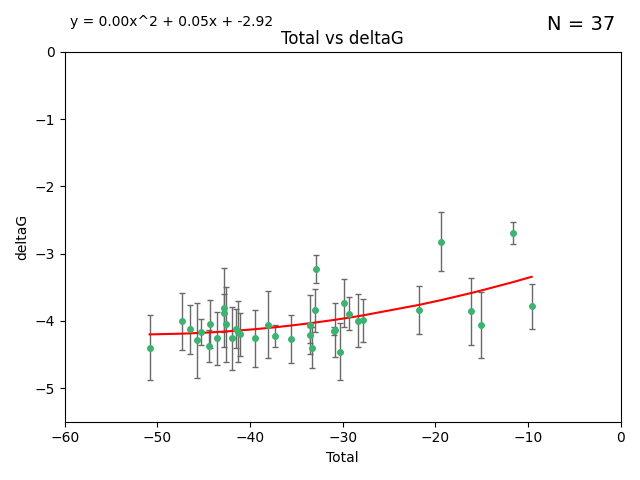 y = 0.00x^2 + 0.05x + -2.92
N = 37
Total vs deltaG
0
−1
−2
−3
−4
−5
deltaG
−60 −50 −40 −30 −20 −10 0
Total